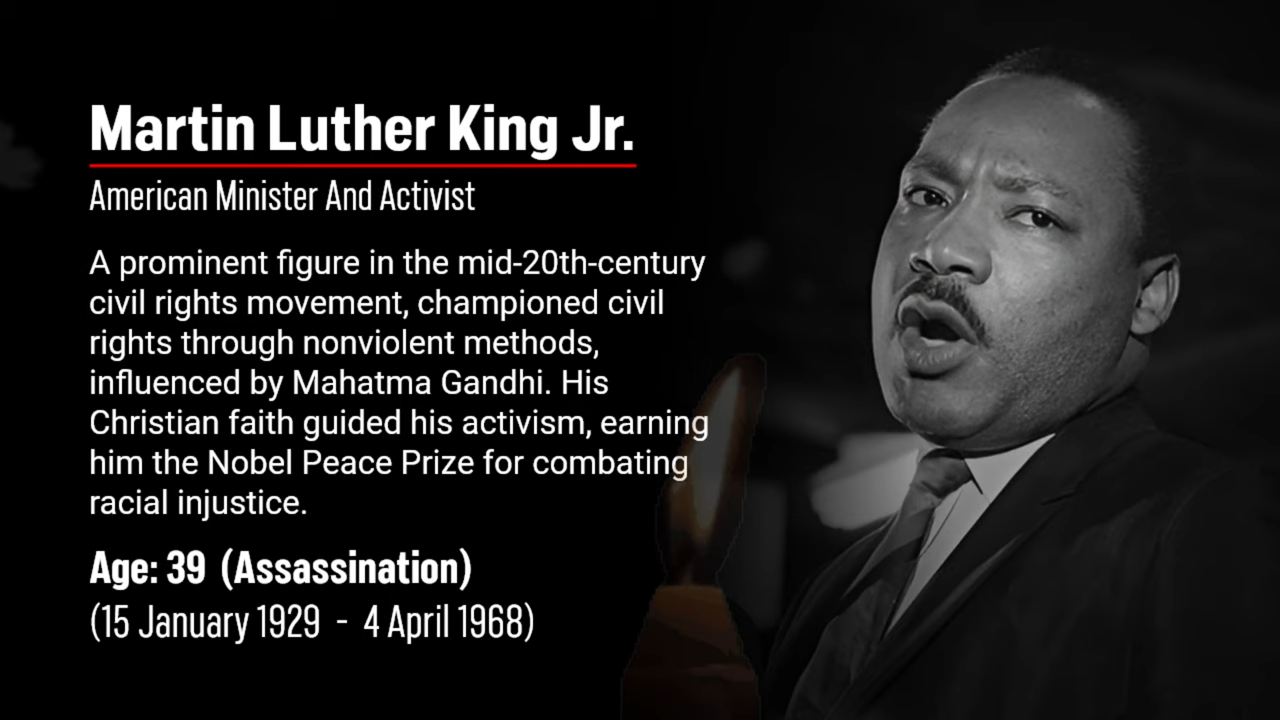 Martin Luther King Jr.
American Minister And Activist
A prominent figure in the mid-20th-century
civil rights movement, championed civil
rights through nonviolent methods,
influenced by Mahatma Gandhi. His
Christian faith guided his activism, earning
him the Nobel Peace Prize for combating
racial injustice.
Age: 39 (Assassination)
(15 January 1929 - 4 April 1968)